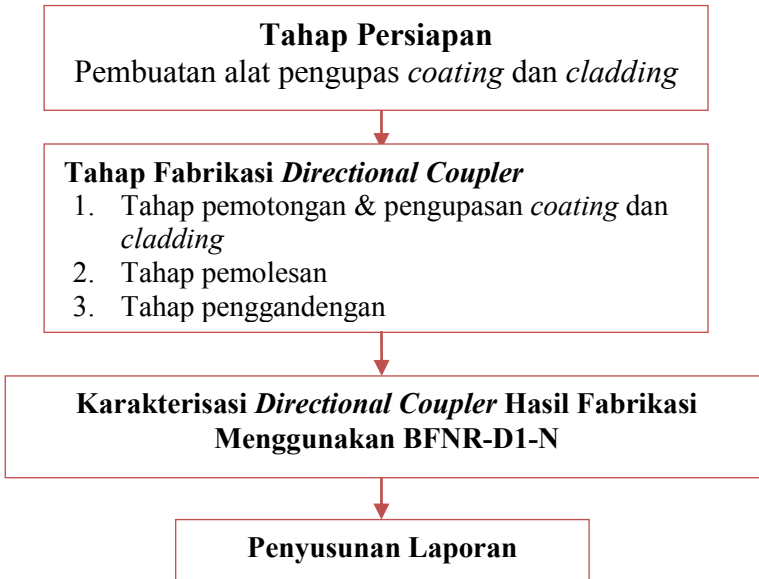 Tahap Persiapan
Pembuatan alat pengupas coating dan cladding
Tahap Fabrikasi Directional Coupler
1. Tahap pemotongan & pengupasan coating dan
cladding
2. Tahap pemolesan
3. Tahap penggandengan
Karakterisasi Directional Coupler Hasil Fabrikasi
Menggunakan BFNR-D1-N
Penyusunan Laporan